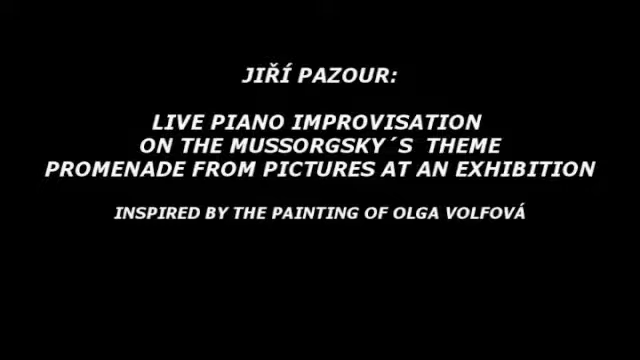 JIŘÍ PAZOUR:
LIVE PIANO IMPROVISATION
ON THE MUSSORGSKY´S THEME
PROMENADE FROM PICTURES AT AN EXHIBITION
INSPIRED BY THE PAINTING OF OLGA VOLFOVÁ